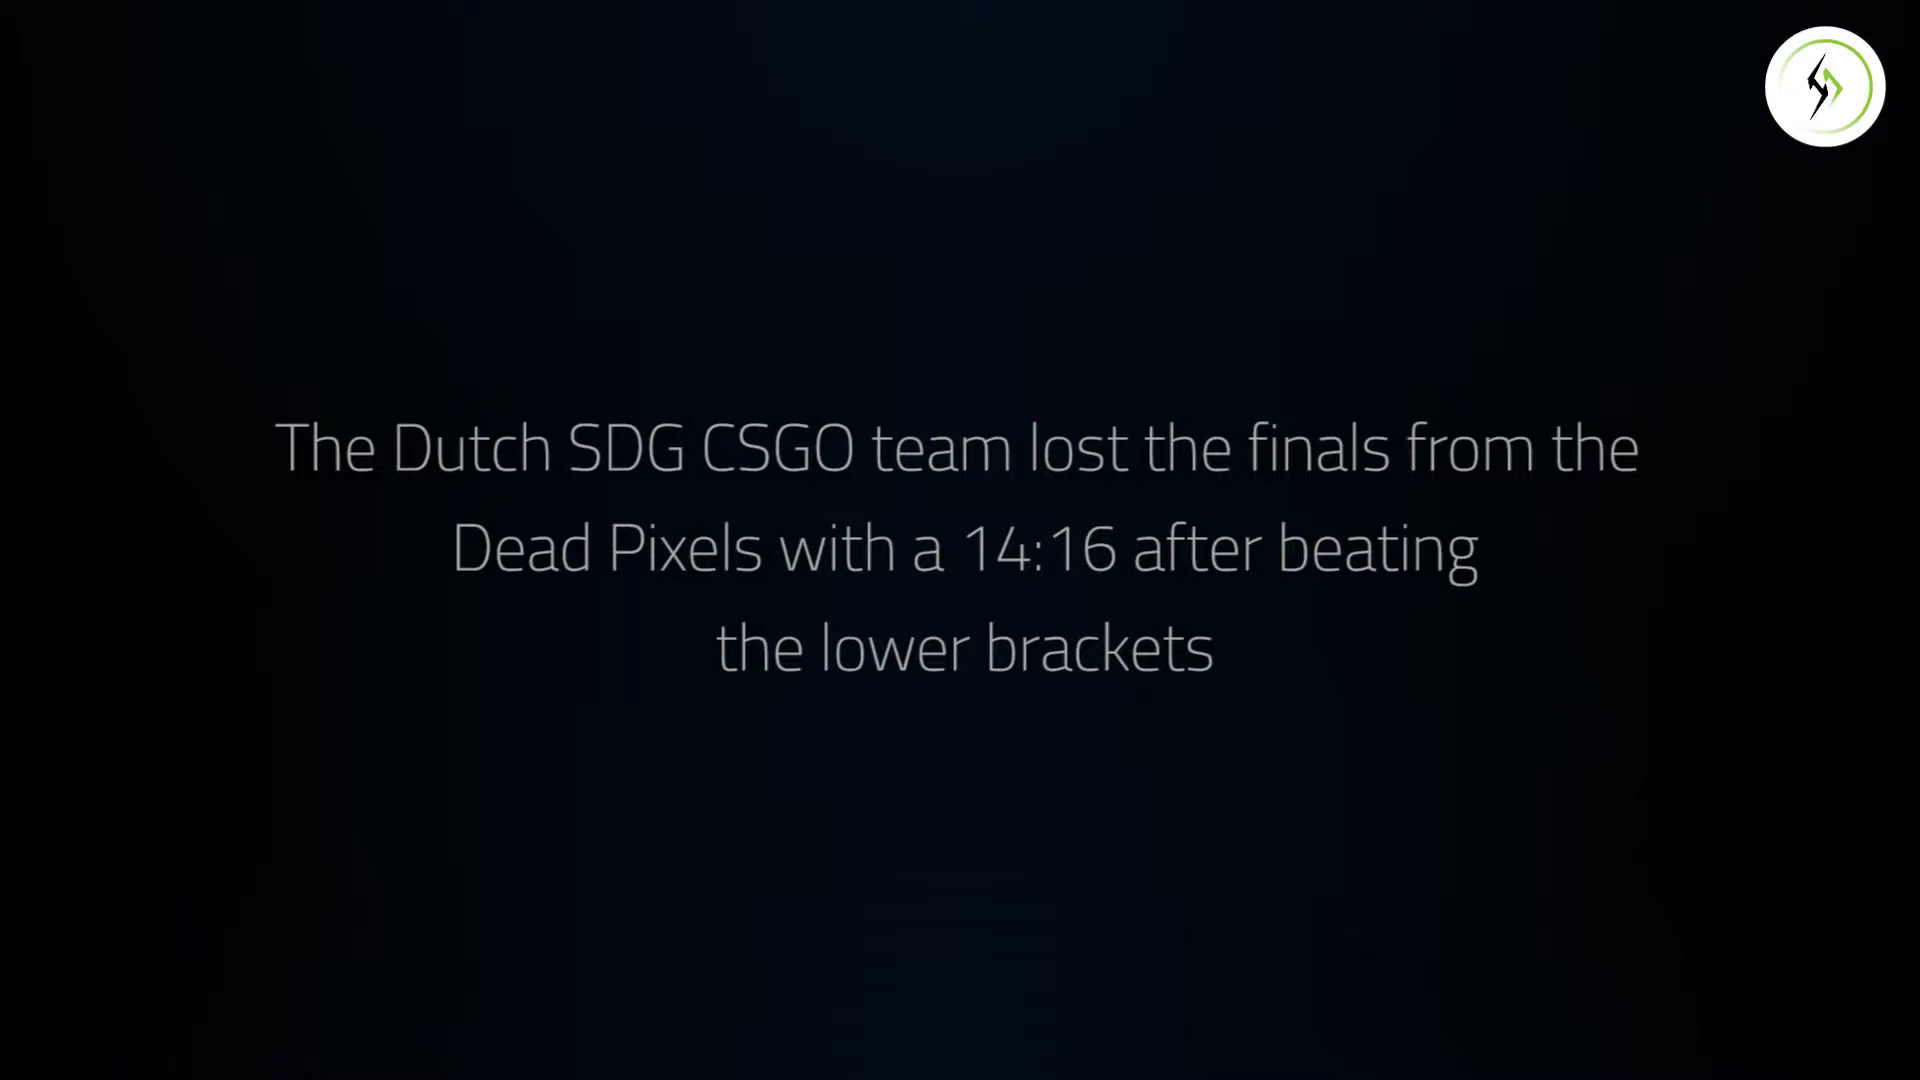 The Dutch SDG CSGO team lost the finals from the
Dead Pixels with a 14:16 after beating
the lower brackets